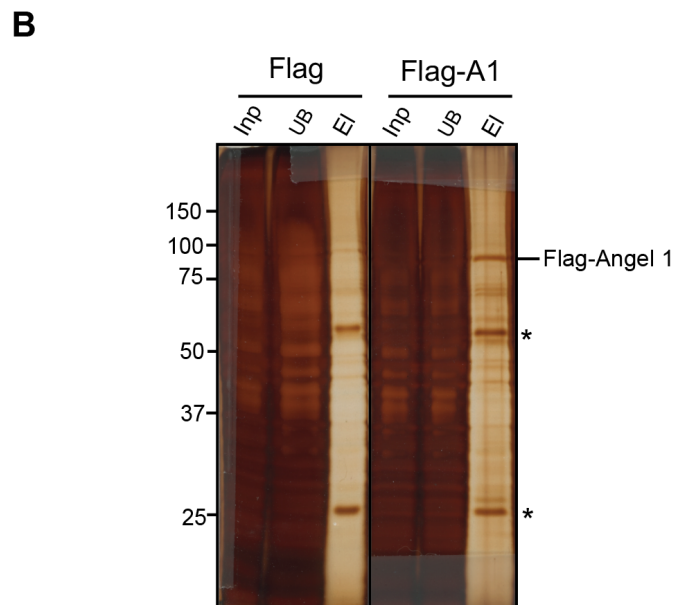 B
Flag
Flag-A1
Inp
UB
El
Inp
UB
El
150
100
75
50
37
25
Flag-Angel 1
*
*